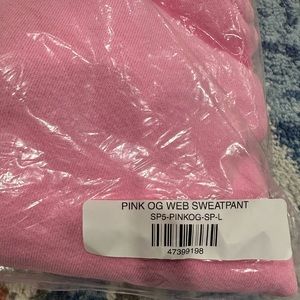 PINK OG WEB SWEATPANT
SP5-PINKOG-SP-L
47399198